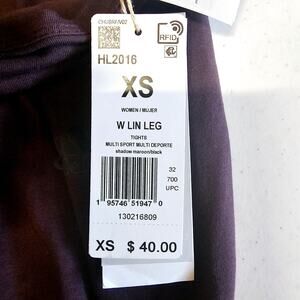 HL2016
RFID
XS
WOMEN / MUJER
W LIN LEG
TIGHTS
MULTI SPORT MULTI DEPORTE
shadow maroon/black
32
700
UPC
1 95746 51947 0
130216809
XS $ 40.00